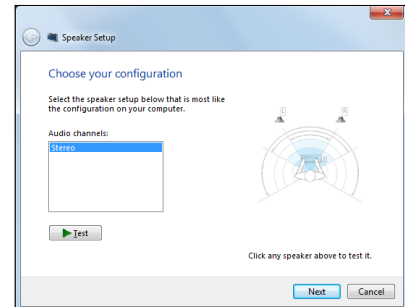 Speaker Setup
Choose your configuration
Select the speaker setup below that is most like
the configuration on your computer.
Audio channels:
Stereo
L
R
Test
Click any speaker above to test it.
Next
Cancel